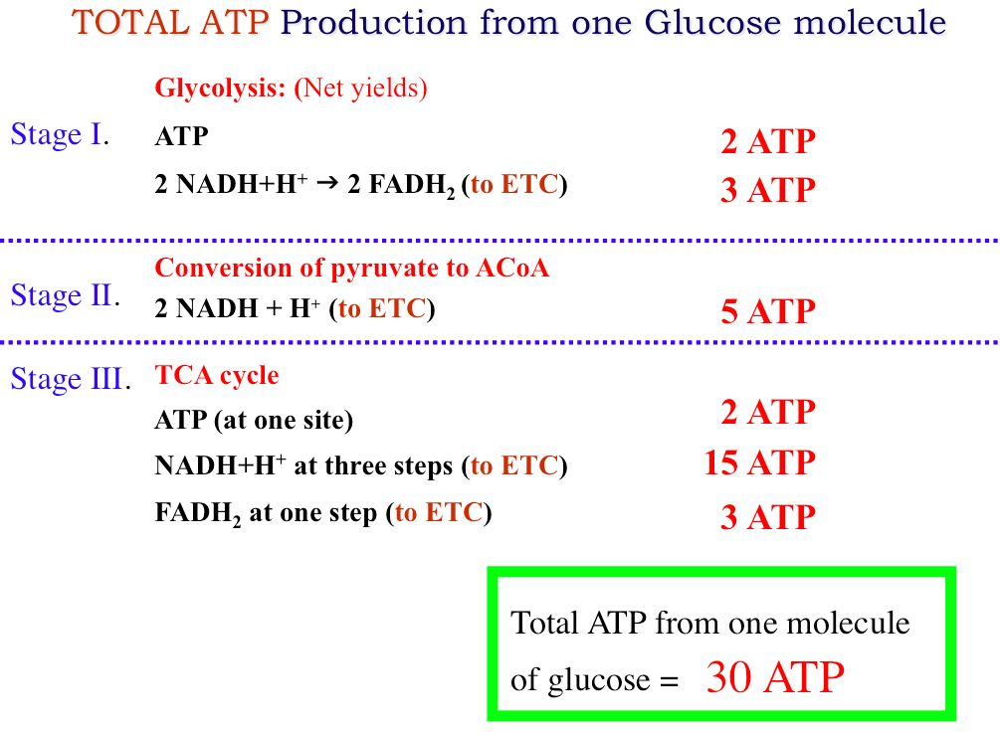 TOTAL ATP Production from one Glucose molecule
Glycolysis: (Net yields)
Stage I.
ATP 2 ATP
2 NADH+H⁺ → 2 FADH₂ (to ETC) 3 ATP
Conversion of pyruvate to ACoA
Stage II.
2 NADH + H⁺ (to ETC) 5 ATP
Stage III. TCA cycle
ATP (at one site) 2 ATP
NADH+H⁺ at three steps (to ETC) 15 ATP
FADH₂ at one step (to ETC) 3 ATP
Total ATP from one molecule
of glucose = 30 ATP